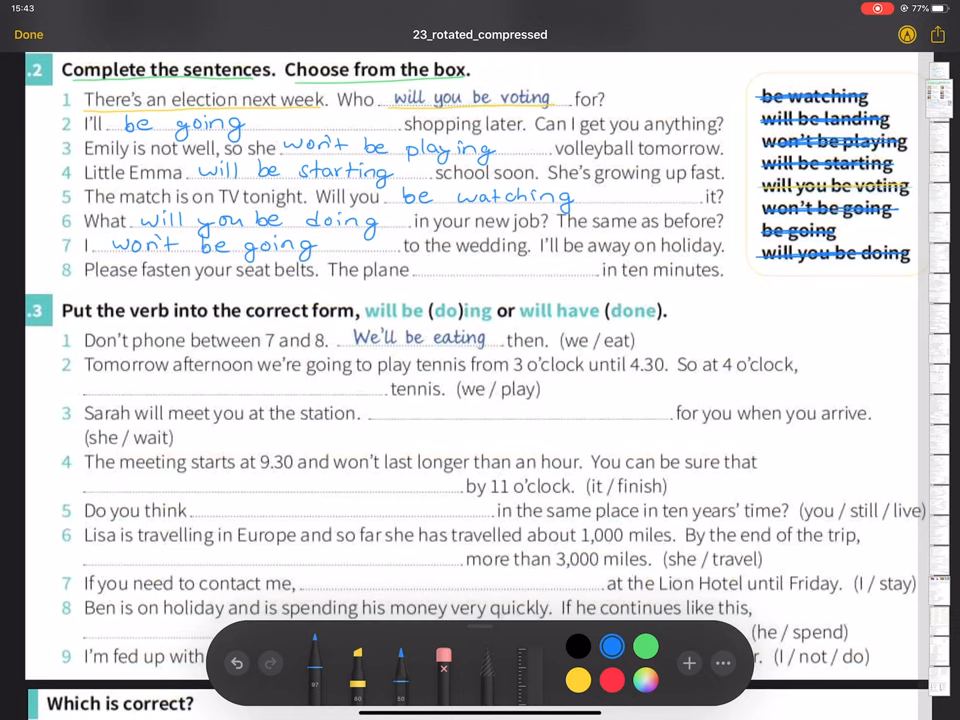 15:43 77%
Done 23_rotated_compressed
.2 Complete the sentences. Choose from the box.
1 There's an election next week. Who will you be voting for?
2 I'll be going shopping later. Can I get you anything?
3 Emily is not well, so she won't be playing volleyball tomorrow.
4 Little Emma will be starting school soon. She's growing up fast.
5 The match is on TV tonight. Will you be watching it?
6 What will you be doing in your new job? The same as before?
7 I won't be going to the wedding. I'll be away on holiday.
8 Please fasten your seat belts. The plane in ten minutes.
be watching
will be landing
won't be playing
will be starting
will you be voting
won't be going
be going
will you be doing
.3 Put the verb into the correct form, will be (do)ing or will have (done).
1 Don't phone between 7 and 8. We'll be eating then. (we / eat)
2 Tomorrow afternoon we're going to play tennis from 3 o'clock until 4.30. So at 4 o'clock,
tennis. (we / play)
3 Sarah will meet you at the station. for you when you arrive.
(she / wait)
4 The meeting starts at 9.30 and won't last longer than an hour. You can be sure that
by 11 o'clock. (it / finish)
5 Do you think in the same place in ten years' time? (you / still / live)
6 Lisa is travelling in Europe and so far she has travelled about 1,000 miles. By the end of the trip,
more than 3,000 miles. (she / travel)
7 If you need to contact me, at the Lion Hotel until Friday. (I / stay)
8 Ben is on holiday and is spending his money very quickly. If he continues like this,
(he / spend)
9 I'm fed up with r. (I / not / do)
97 80 50
Which is correct?